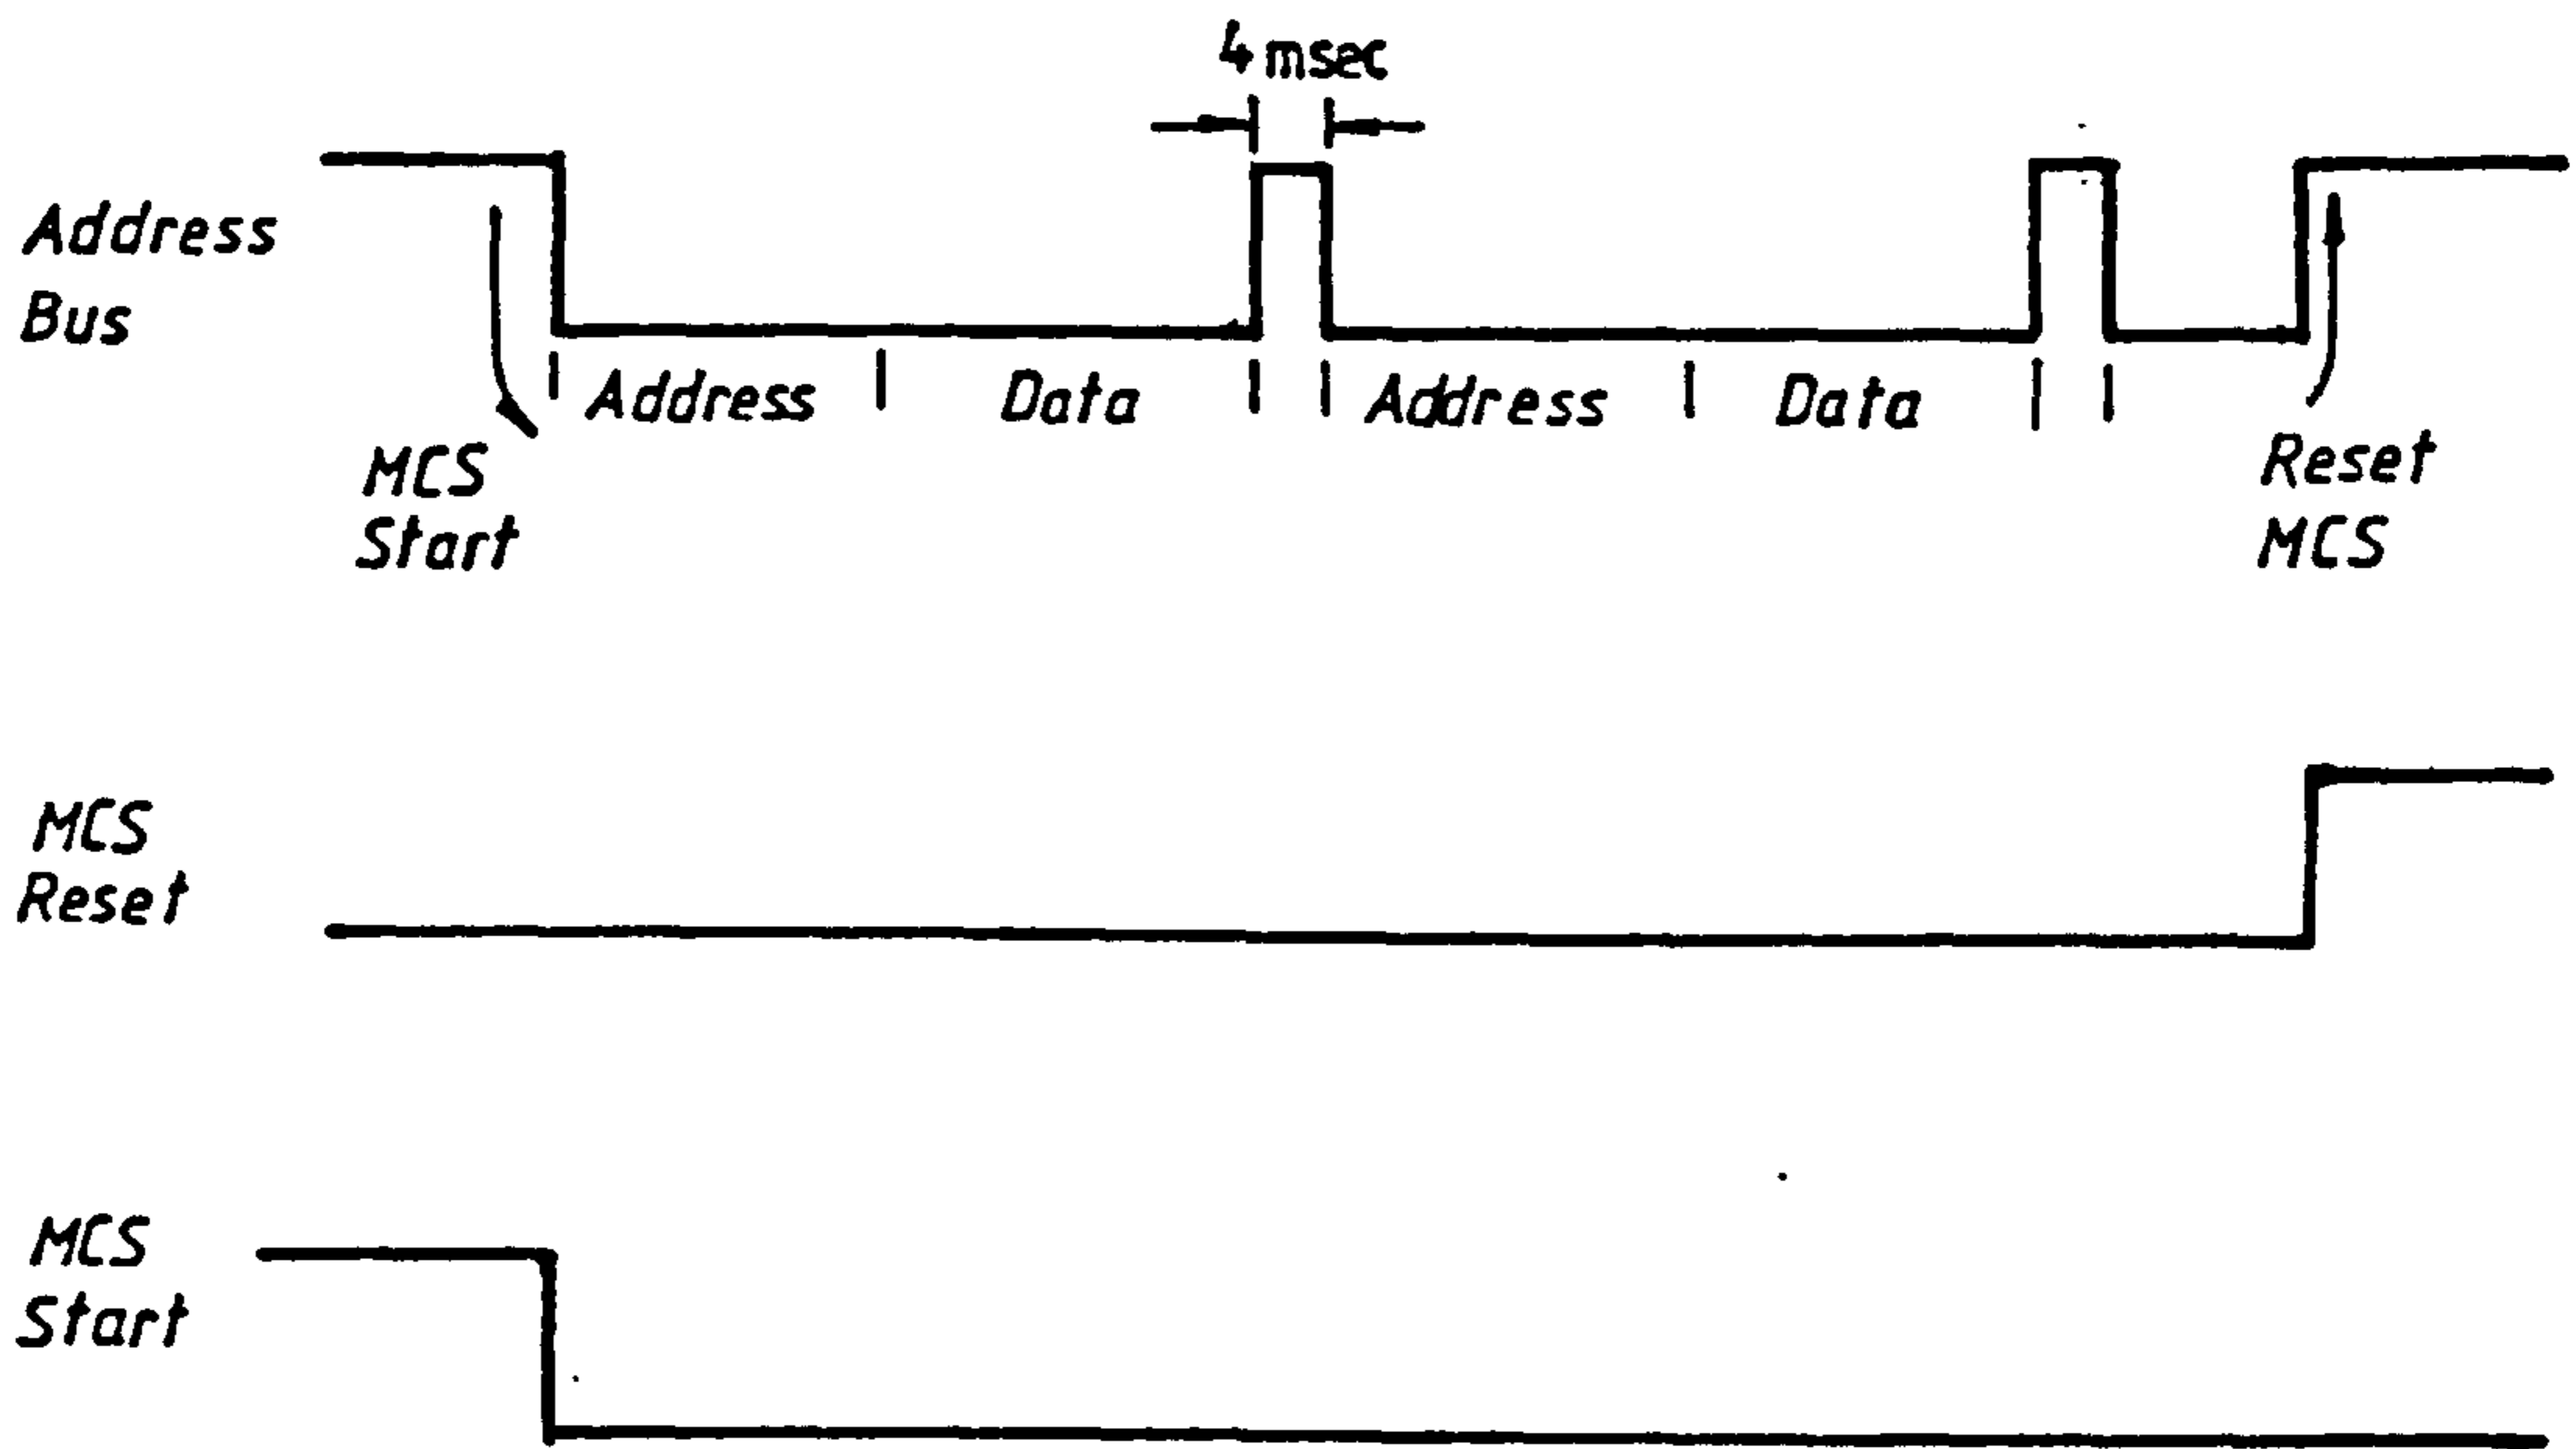 4 msec
Address
Bus
Address Data Address Data
MCS
Start
Reset
MCS
MCS
Reset
MCS
Start